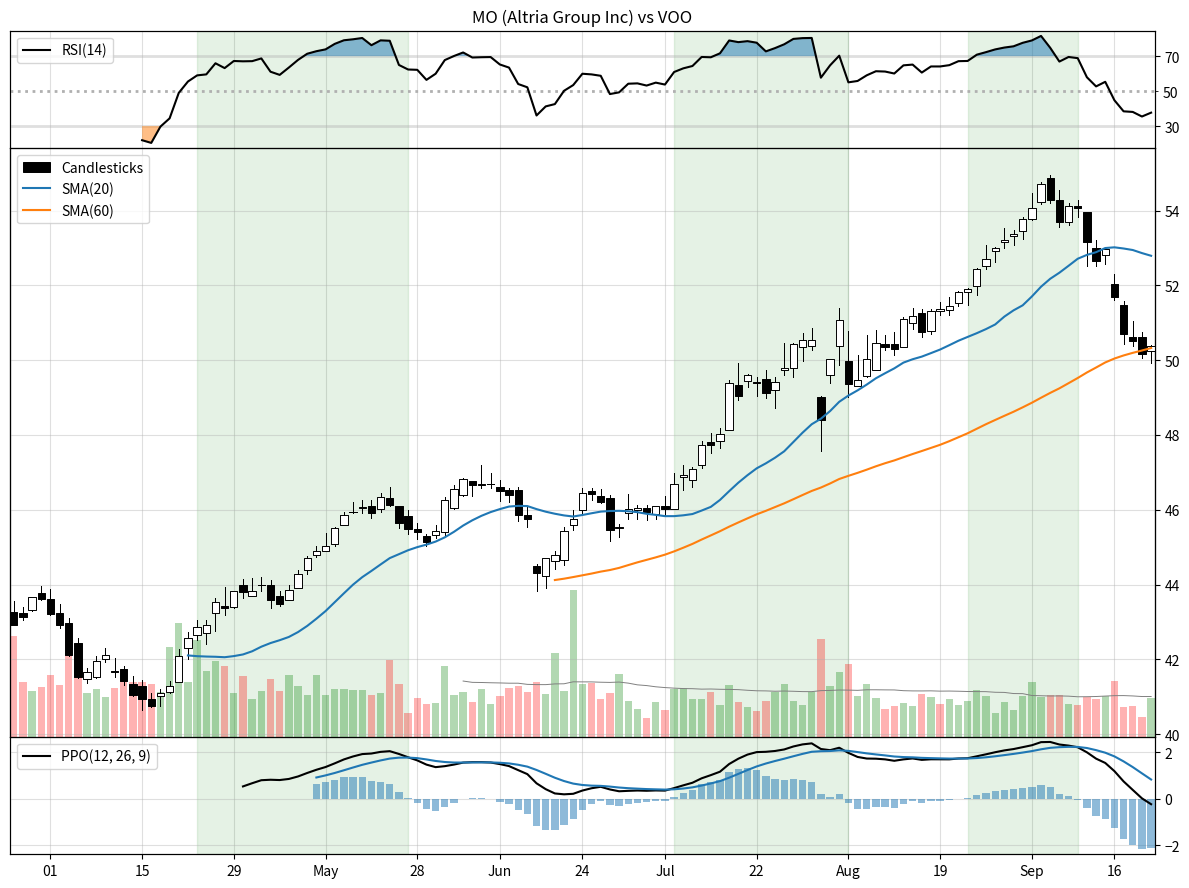 MO (Altria Group Inc) vs VOO
RSI(14)
70
50
30
Candlesticks
SMA(20)
SMA(60)
54
52
50
48
46
44
42
40
PPO(12, 26, 9)
2
0
−2
01
15
29
May
28
Jun
24
Jul
22
Aug
19
Sep
16